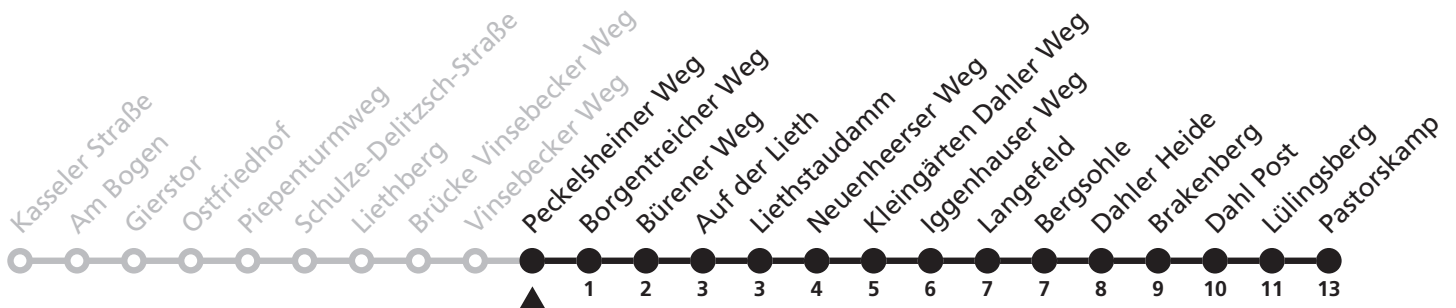 Kasseler Straße
Am Bogen
Gierstor
Ostfriedhof
Piepenturmweg
Schulze-Delitzsch-Straße
Liethberg
Brücke Vinsebecker Weg
Vinsebecker Weg
Peckelsheimer Weg
Borgentreicher Weg
Bürener Weg
Auf der Lieth
Liethstaudamm
Neuenheerser Weg
Kleingärten Dahler Weg
Iggenhauser Weg
Langefeld
Bergsohle
Dahler Heide
Brakenberg
Dahl Post
Lülingsberg
Pastorskamp
1 2 3 3 4 5 6 7 7 8 9 10 11 13